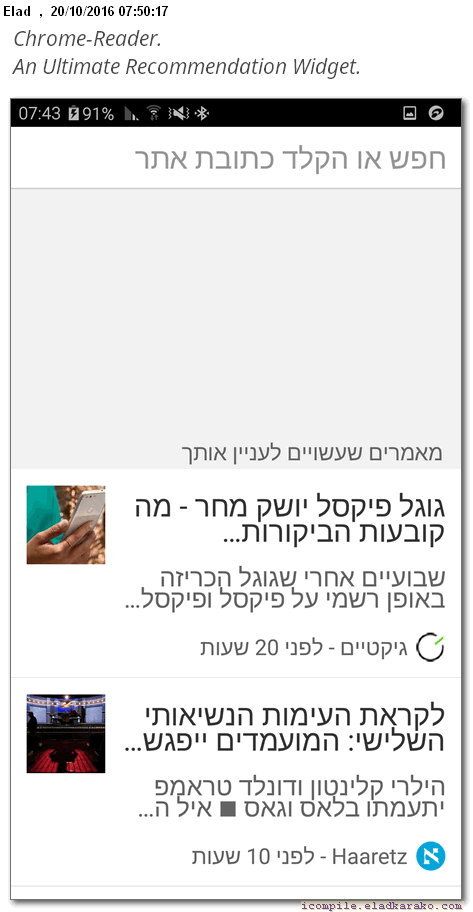 Elad , 20/10/2016 07:50:17
Chrome-Reader.
An Ultimate Recommendation Widget.
07:43 91%
חפש או הקלד כתובת אתר
מאמרים שעשויים לעניין אותך
גוגל פיקסל יושק מחר - מה
קובעות הביקורות...
שבועיים אחרי שגוגל הכריזה
באופן רשמי על פיקסל ופיקסל...
גיקטיים - לפני 20 שעות
לקראת העימות הנשיאותי
השלישי: המועמדים ייפגש...
הילרי קלינטון ודונלד טראמפ
יתעמתו בלאס וגאס ■ איל ה...
Haaretz - לפני 10 שעות
icompile.eladkarako.com